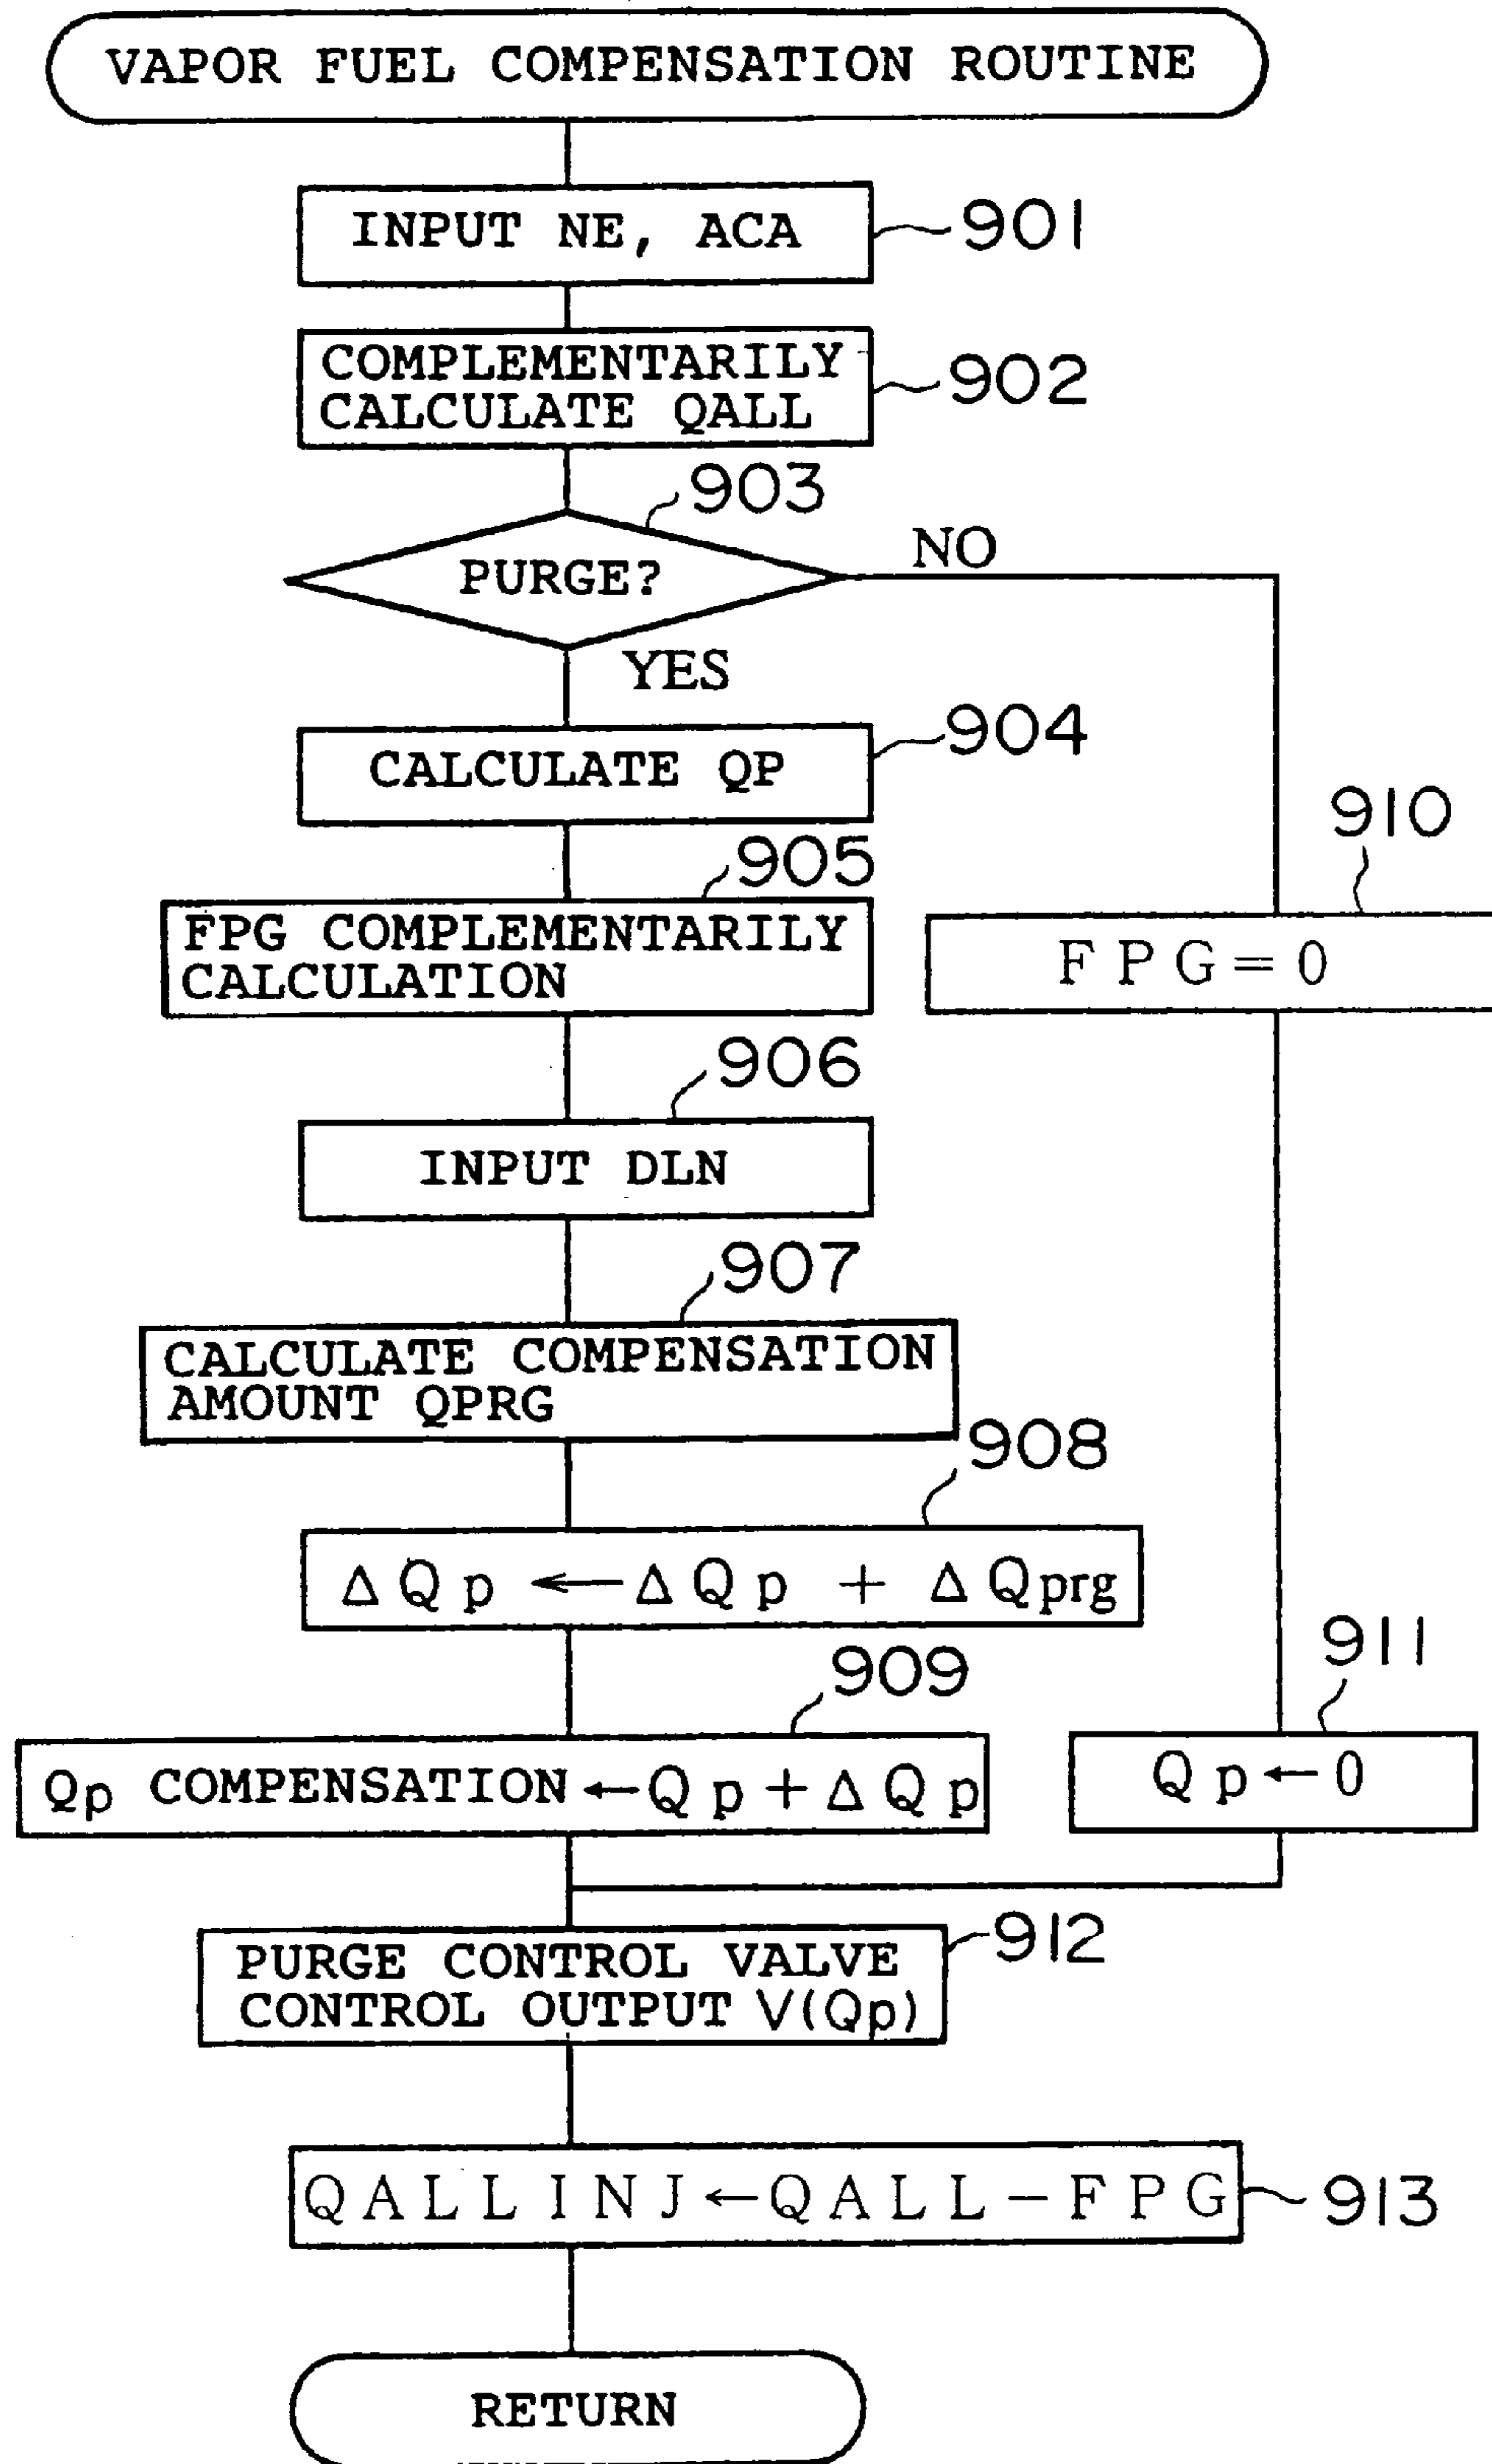 VAPOR FUEL COMPENSATION ROUTINE
INPUT NE, ACA
901
COMPLEMENTARILY
CALCULATE QALL
902
903
PURGE?
NO
YES
CALCULATE QP
904
905
FPG COMPLEMENTARILY
CALCULATION
910
FPG=0
906
INPUT DLN
907
CALCULATE COMPENSATION
AMOUNT QPRG
908
ΔQp ←ΔQp + ΔQprg
909
Qp COMPENSATION←Qp+ΔQp
911
Qp←0
PURGE CONTROL VALVE
CONTROL OUTPUT V(Qp)
912
QALLINJ←QALL−FPG
913
RETURN